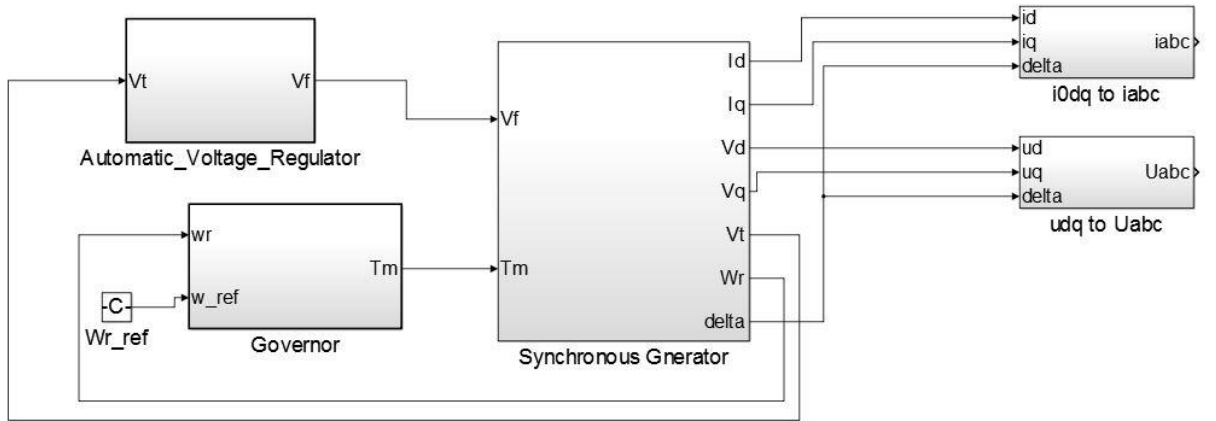 Vt
Vf
Automatic_Voltage_Regulator
wr
w_ref
Tm
Governor
-C-
Wr_ref
Vf
Tm
Id
Iq
Vd
Vq
Vt
Wr
delta
Synchronous Gnerator
id
iq
delta
iabc
i0dq to iabc
ud
uq
delta
Uabc
udq to Uabc